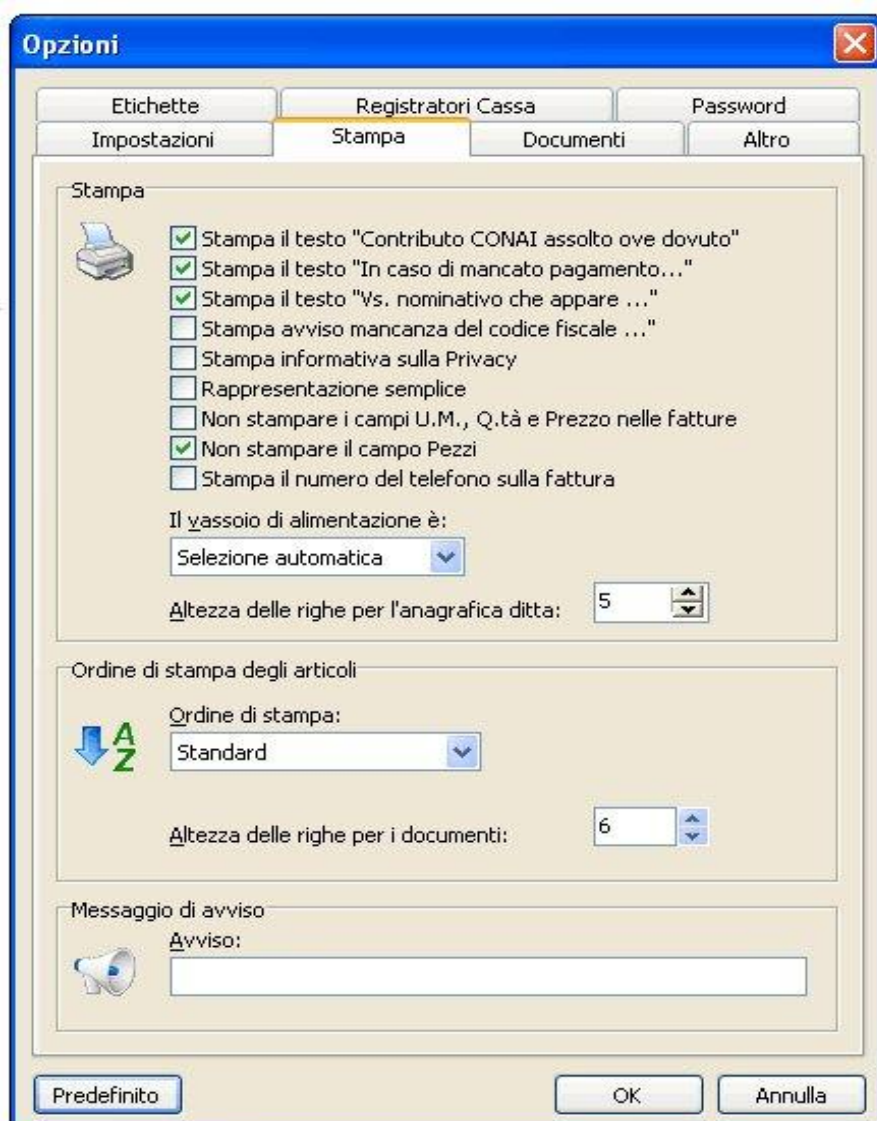 Opzioni
Etichette
Registratori Cassa
Password
Impostazioni
Stampa
Documenti
Altro
Stampa
Stampa il testo "Contributo CONAI assolto ove dovuto"
Stampa il testo "In caso di mancato pagamento..."
Stampa il testo "Vs. nominativo che appare ..."
Stampa avviso mancanza del codice fiscale ..."
Stampa informativa sulla Privacy
Rappresentazione semplice
Non stampare i campi U.M., Q.tà e Prezzo nelle fatture
Non stampare il campo Pezzi
Stampa il numero del telefono sulla fattura
Il vassoio di alimentazione è:
Selezione automatica
Altezza delle righe per l'anagrafica ditta: 5
Ordine di stampa degli articoli
Ordine di stampa:
A
Z
Standard
Altezza delle righe per i documenti: 6
Messaggio di avviso
Avviso:
Predefinito
OK
Annulla